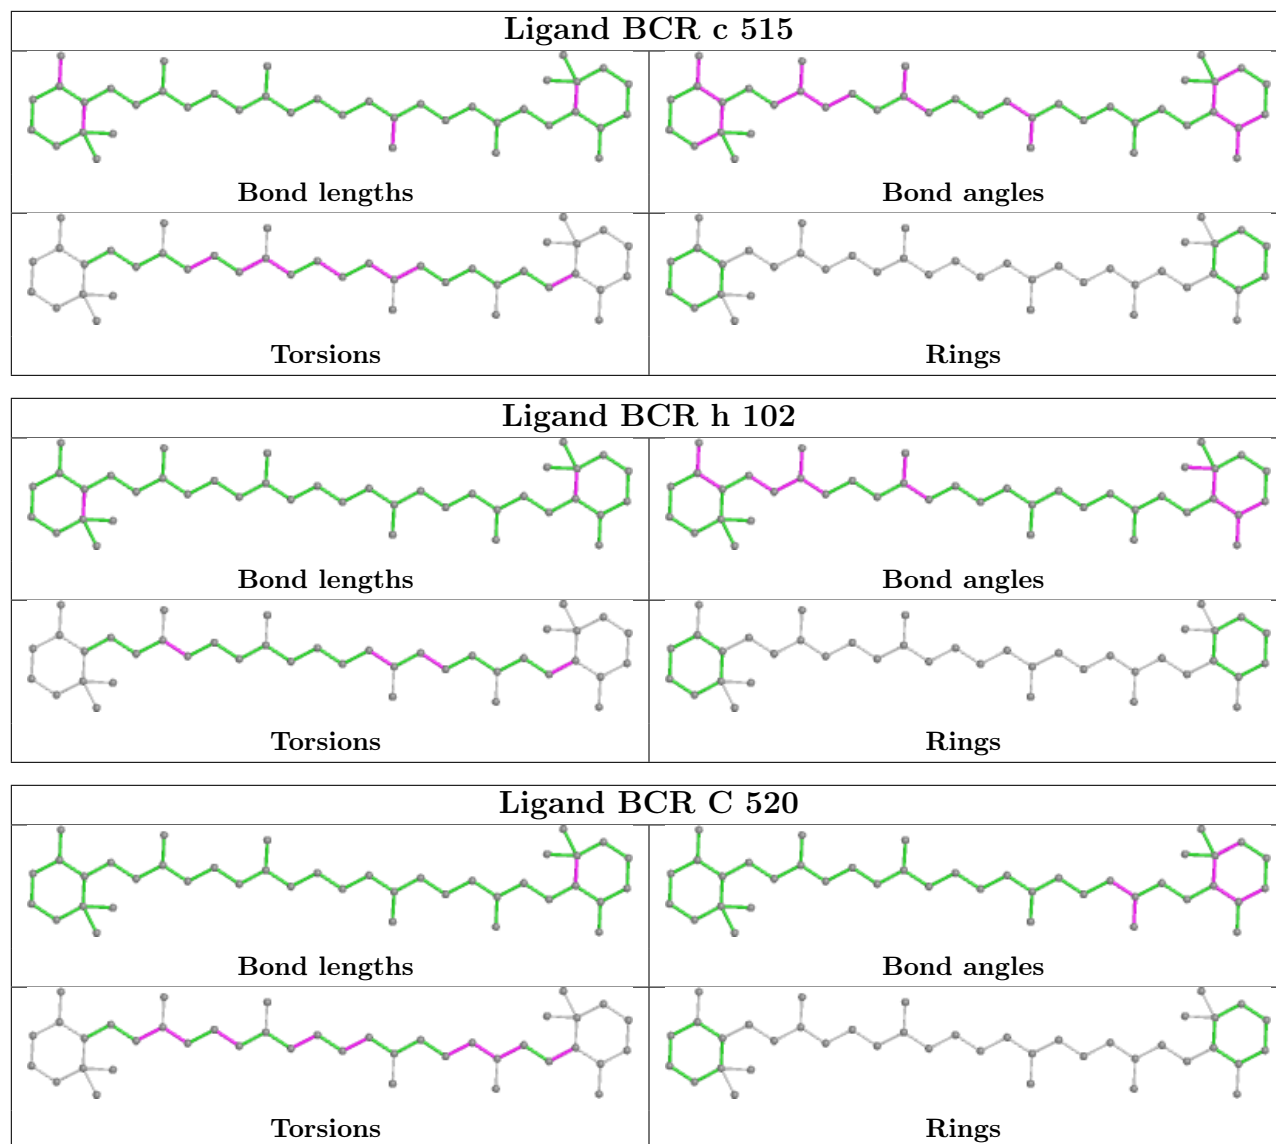 Ligand BCR c 515
Bond lengths
Bond angles
Torsions
Rings
Ligand BCR h 102
Bond lengths
Bond angles
Torsions
Rings
Ligand BCR C 520
Bond lengths
Bond angles
Torsions
Rings